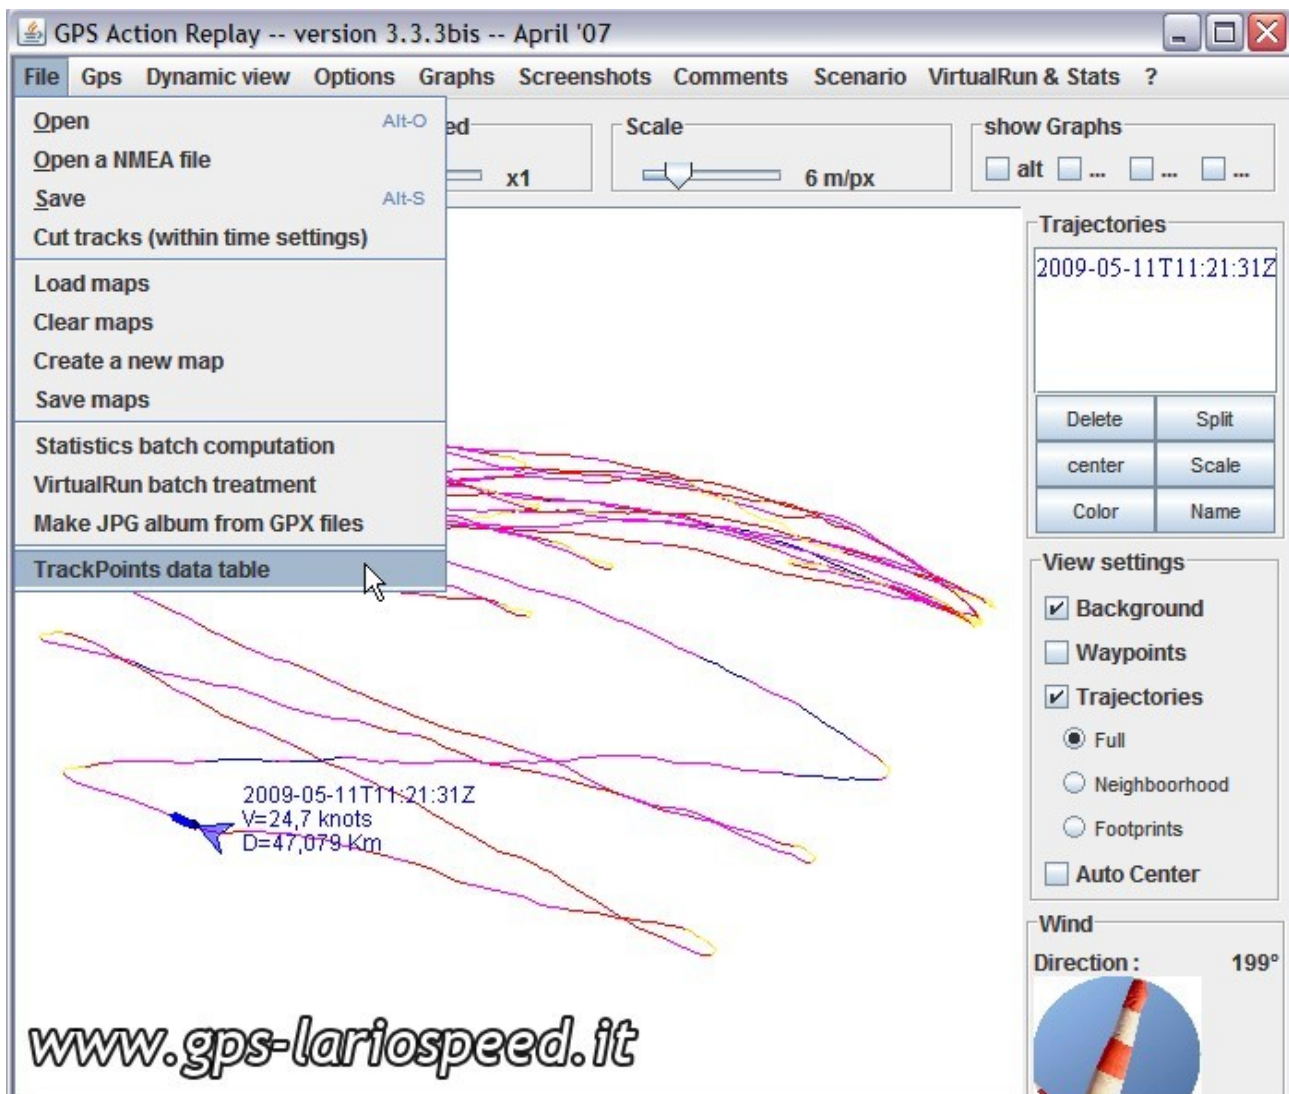 GPS Action Replay -- version 3.3.3bis -- April '07
File Gps Dynamic view Options Graphs Screenshots Comments Scenario VirtualRun & Stats ?
Open Alt-O
Open a NMEA file
Save Alt-S
Cut tracks (within time settings)
Load maps
Clear maps
Create a new map
Save maps
Statistics batch computation
VirtualRun batch treatment
Make JPG album from GPX files
TrackPoints data table
x1
Scale
6 m/px
show Graphs
alt ... ... ...
Trajectories
2009-05-11T11:21:31Z
Delete Split
center Scale
Color Name
View settings
Background
Waypoints
Trajectories
Full
Neighboorhood
Footprints
Auto Center
Wind
Direction : 199°
2009-05-11T11:21:31Z
V=24,7 knots
D=47,079 Km
www.gps-lariospeed.it